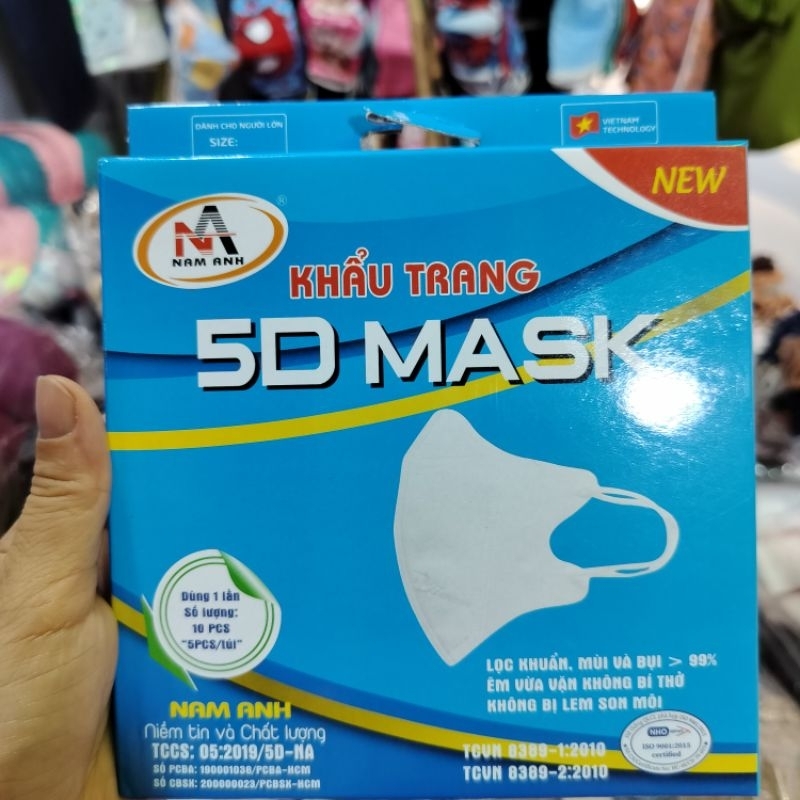 DÀNH CHO NGƯỜI LỚN
SIZE:
VIETNAM
TECHNOLOGY
NEW
NA
®
NAM ANH
KHẨU TRANG
5D MASK
Dùng 1 lần
Số lượng:
10 PCS
"5PCS/túi"
LỌC KHUẨN, MÙI VÀ BỤI > 99%
ÊM VỪA VẶN KHÔNG BÍ THỞ
KHÔNG BỊ LEM SON MÔI
NAM ANH
Niềm tin và Chất lượng
TCCS: 05:2019/5D-NA
SỐ PCBA: 190001038/PCBA-HCM
SỐ CBSX: 200000023/PCBSX-HCM
TCVN 8389-1:2010
TCVN 8389-2:2010
NHO
ISO 9001:2015
certified